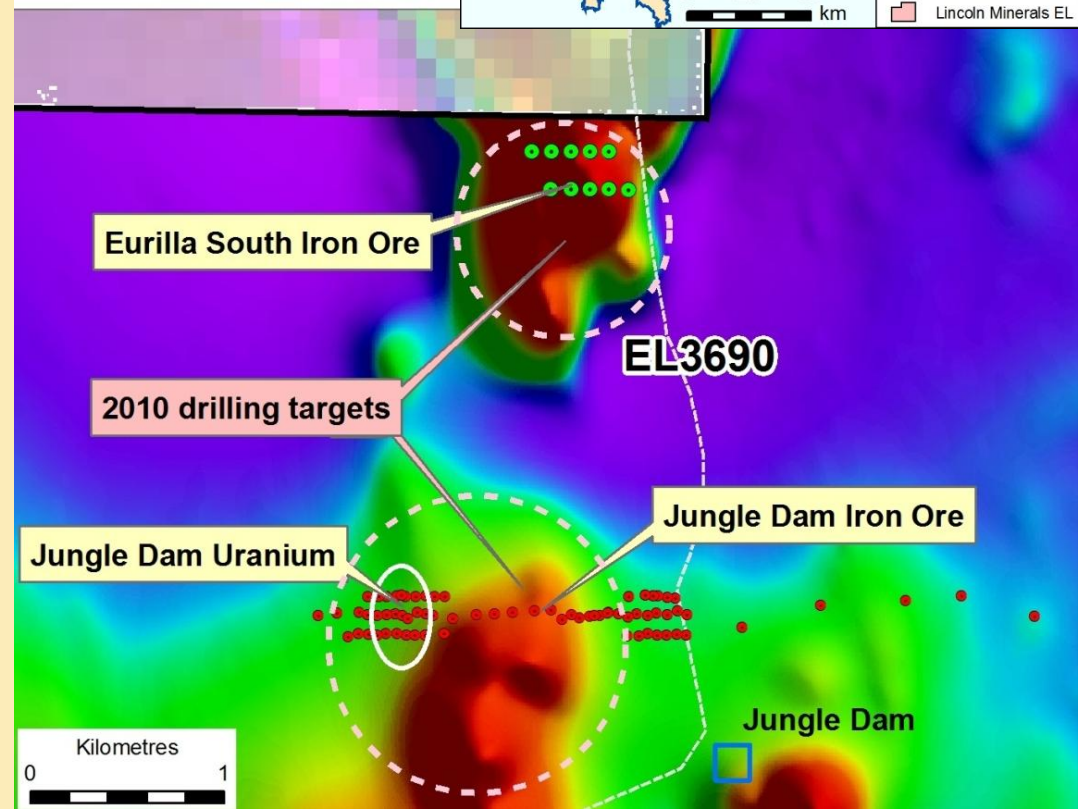 km
Lincoln Minerals EL
Eurilla South Iron Ore
EL3690
2010 drilling targets
Jungle Dam Iron Ore
Jungle Dam Uranium
Jungle Dam
Kilometres
0 1